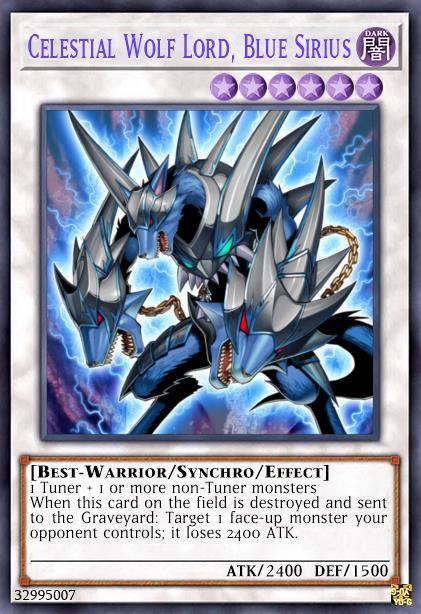 Celestial Wolf Lord, Blue Sirius
DARK
闇
[Best-Warrior/Synchro/Effect]
1 Tuner + 1 or more non-Tuner monsters
When this card on the field is destroyed and sent
to the Graveyard: Target 1 face-up monster your
opponent controls; it loses 2400 ATK.
ATK/2400 DEF/1500
32995007